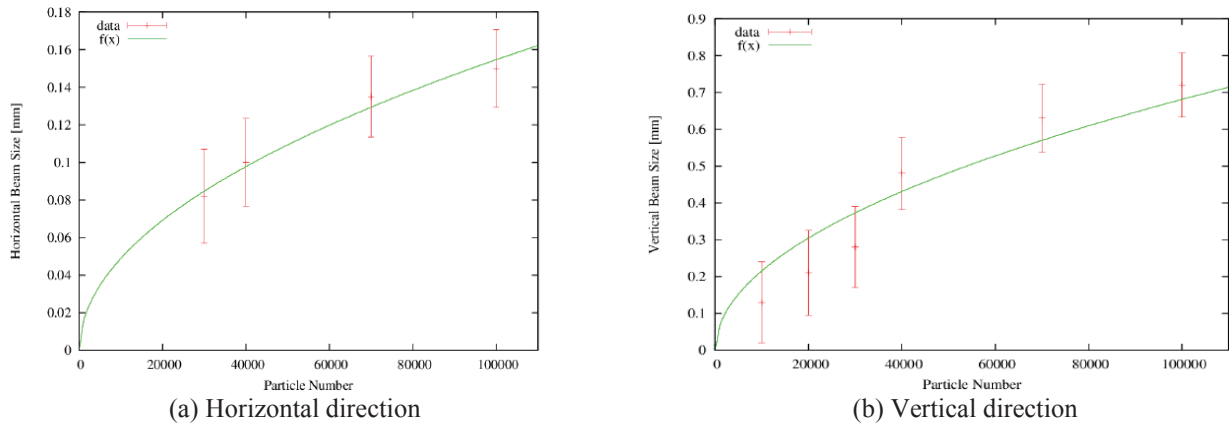 0.18
0.16
0.14
0.12
0.1
0.08
0.06
0.04
0.02
0
Horizontal Beam Size [mm]
data
f(x)
20000 40000 60000 80000 100000
Particle Number
(a) Horizontal direction
0.9
0.8
0.7
0.6
0.5
0.4
0.3
0.2
0.1
0
Vertical Beam Size [mm]
data
f(x)
20000 40000 60000 80000 100000
Particle Number
(b) Vertical direction